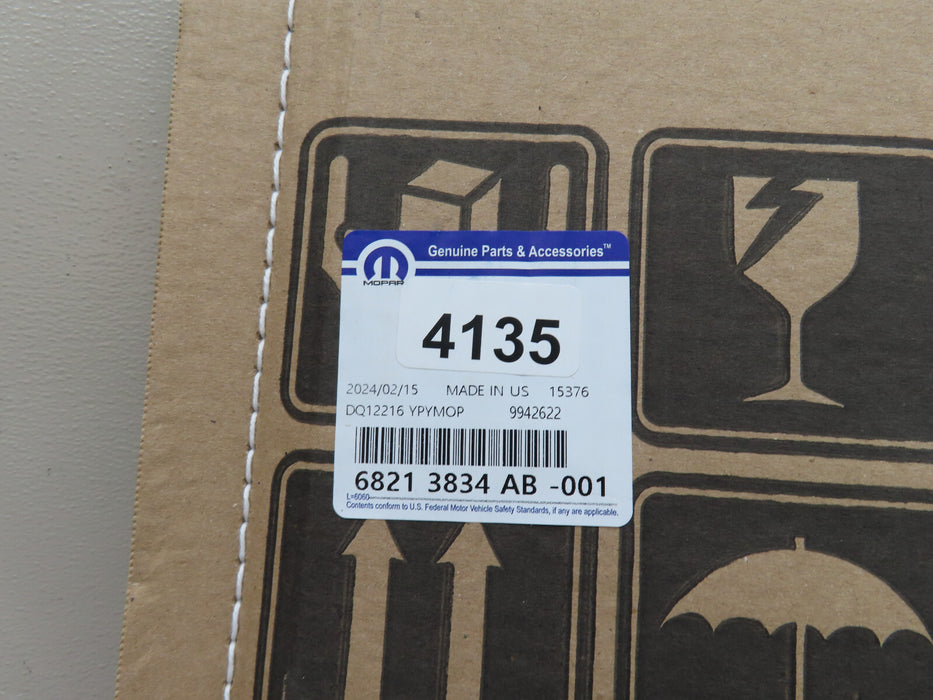 Genuine Parts & Accessories™
MOPAR
4135
2024/02/15 MADE IN US 15376
DQ12216 YPYMOP 9942622
6821 3834 AB -001
L=6060
Contents conform to U.S. Federal Motor Vehicle Safety Standards, if any are applicable.